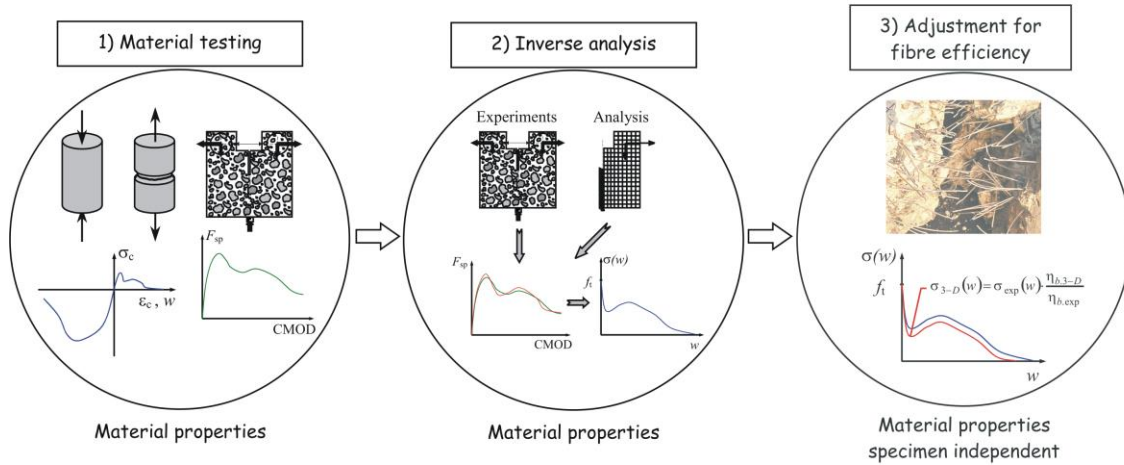 1) Material testing
σc
εc , w
Fsp
CMOD
Material properties
2) Inverse analysis
Experiments
Analysis
Fsp
CMOD
σ(w)
ft
w
Material properties
3) Adjustment for
fibre efficiency
σ(w)
ft
σ3-D(w)=σexp(w)·ηb.3-D/ηb.exp
w
Material properties
specimen independent